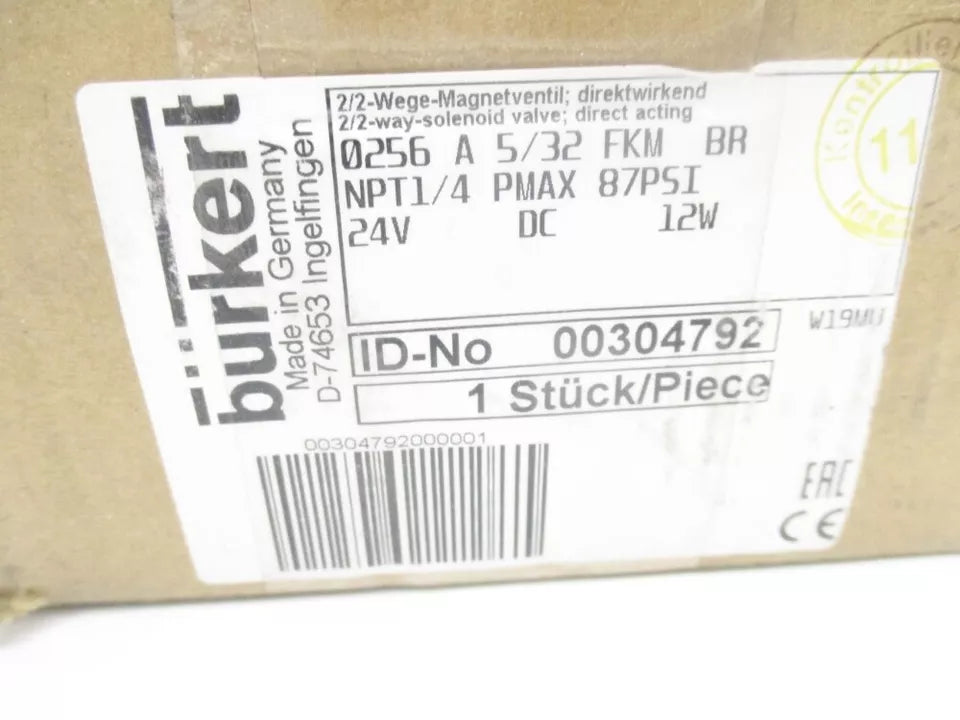 bürkert
Made in Germany
D-74653 Ingelfingen
2/2-Wege-Magnetventil; direktwirkend
2/2-way-solenoid valve; direct acting
0256 A 5/32 FKM BR
NPT1/4 PMAX 87PSI
24V DC 12W
ID-No 00304792
W19MU
1 Stück/Piece
00304792000001
EAC
CE
11